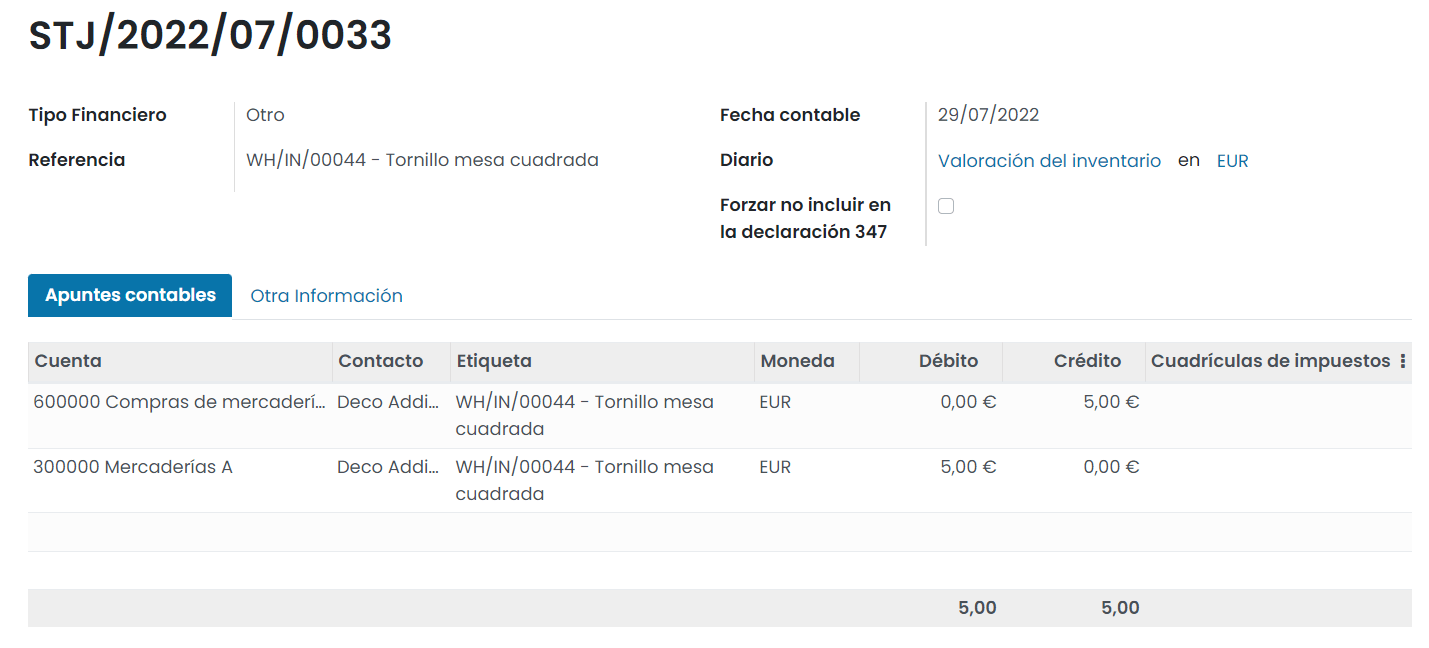 STJ/2022/07/0033
Tipo Financiero Otro
Referencia WH/IN/00044 - Tornillo mesa cuadrada
Fecha contable 29/07/2022
Diario Valoración del inventario en EUR
Forzar no incluir en
la declaración 347
Apuntes contables Otra Información
Cuenta Contacto Etiqueta Moneda Débito Crédito Cuadrículas de impuestos
600000 Compras de mercaderí... Deco Addi... WH/IN/00044 - Tornillo mesa EUR 0,00 € 5,00 €
cuadrada
300000 Mercaderías A Deco Addi... WH/IN/00044 - Tornillo mesa EUR 5,00 € 0,00 €
cuadrada
5,00 5,00